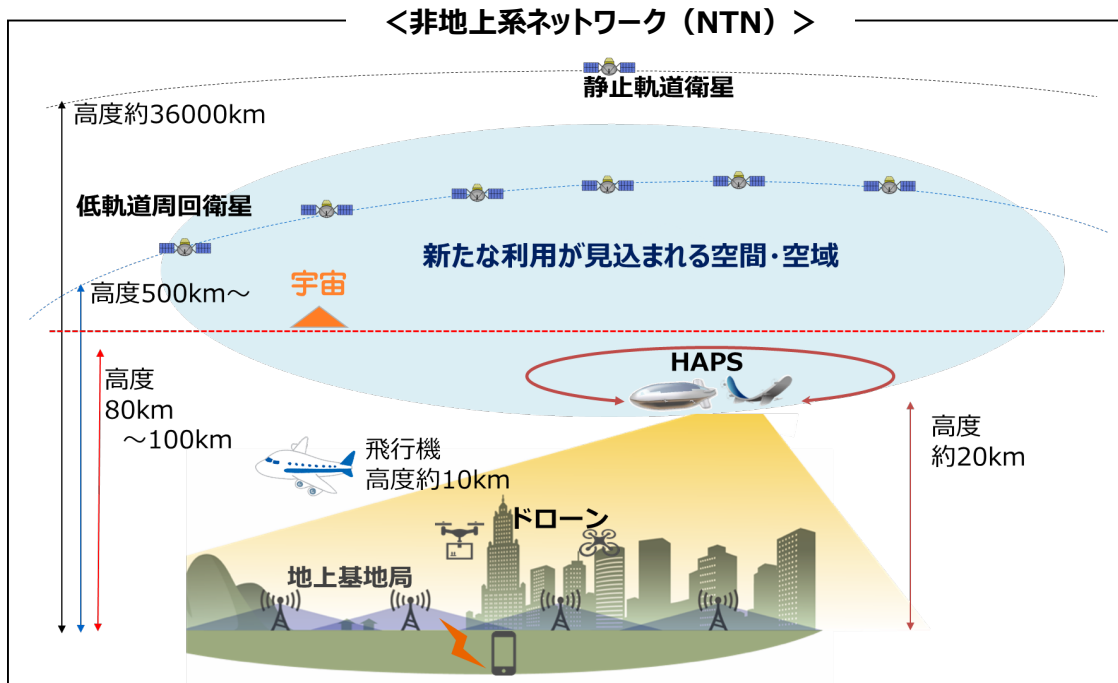 ＜非地上系ネットワーク（NTN）＞
静止軌道衛星
高度約36000km
低軌道周回衛星
新たな利用が見込まれる空間・空域
宇宙
高度500km～
HAPS
高度
80km
～100km
高度
約20km
飛行機
高度約10km
ドローン
地上基地局